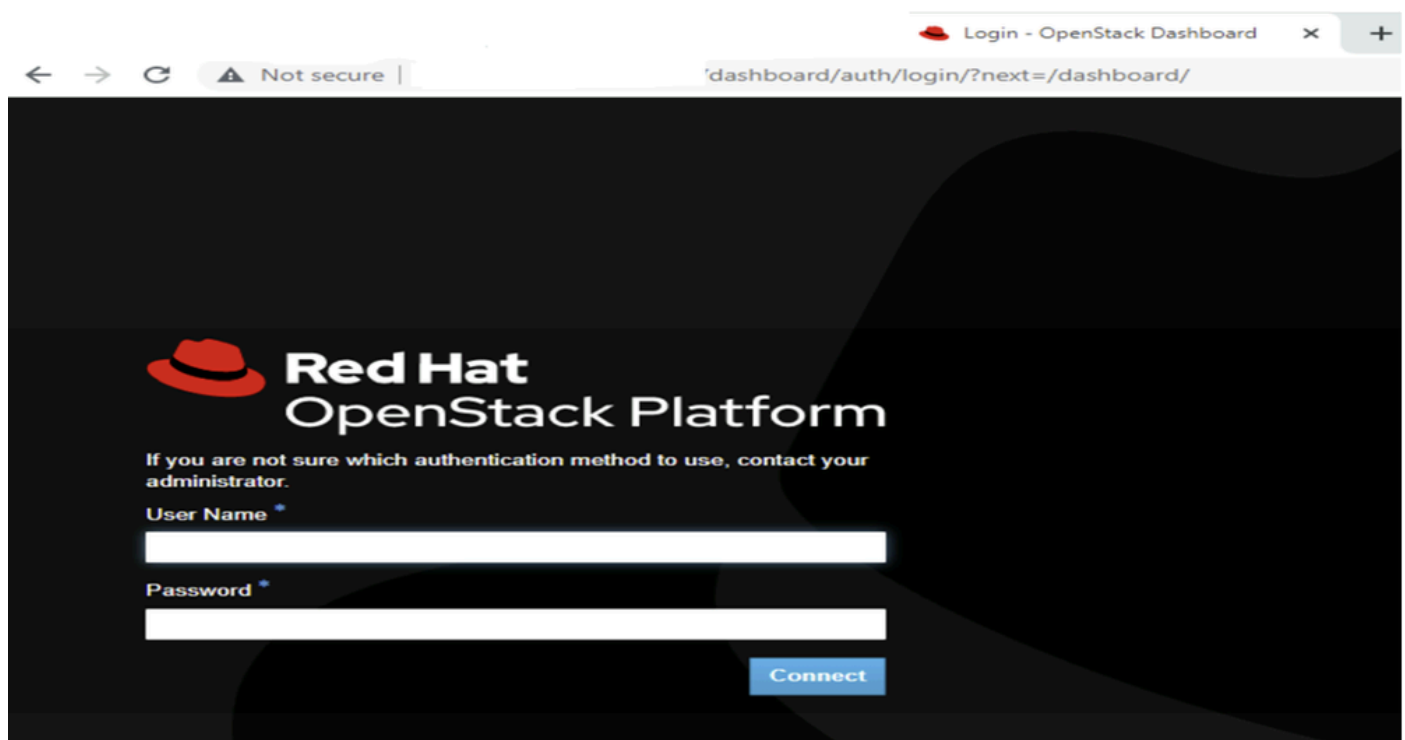 Login - OpenStack Dashboard
Not secure | dashboard/auth/login/?next=/dashboard/
Red Hat
OpenStack Platform
If you are not sure which authentication method to use, contact your
administrator.
User Name *
Password *
Connect